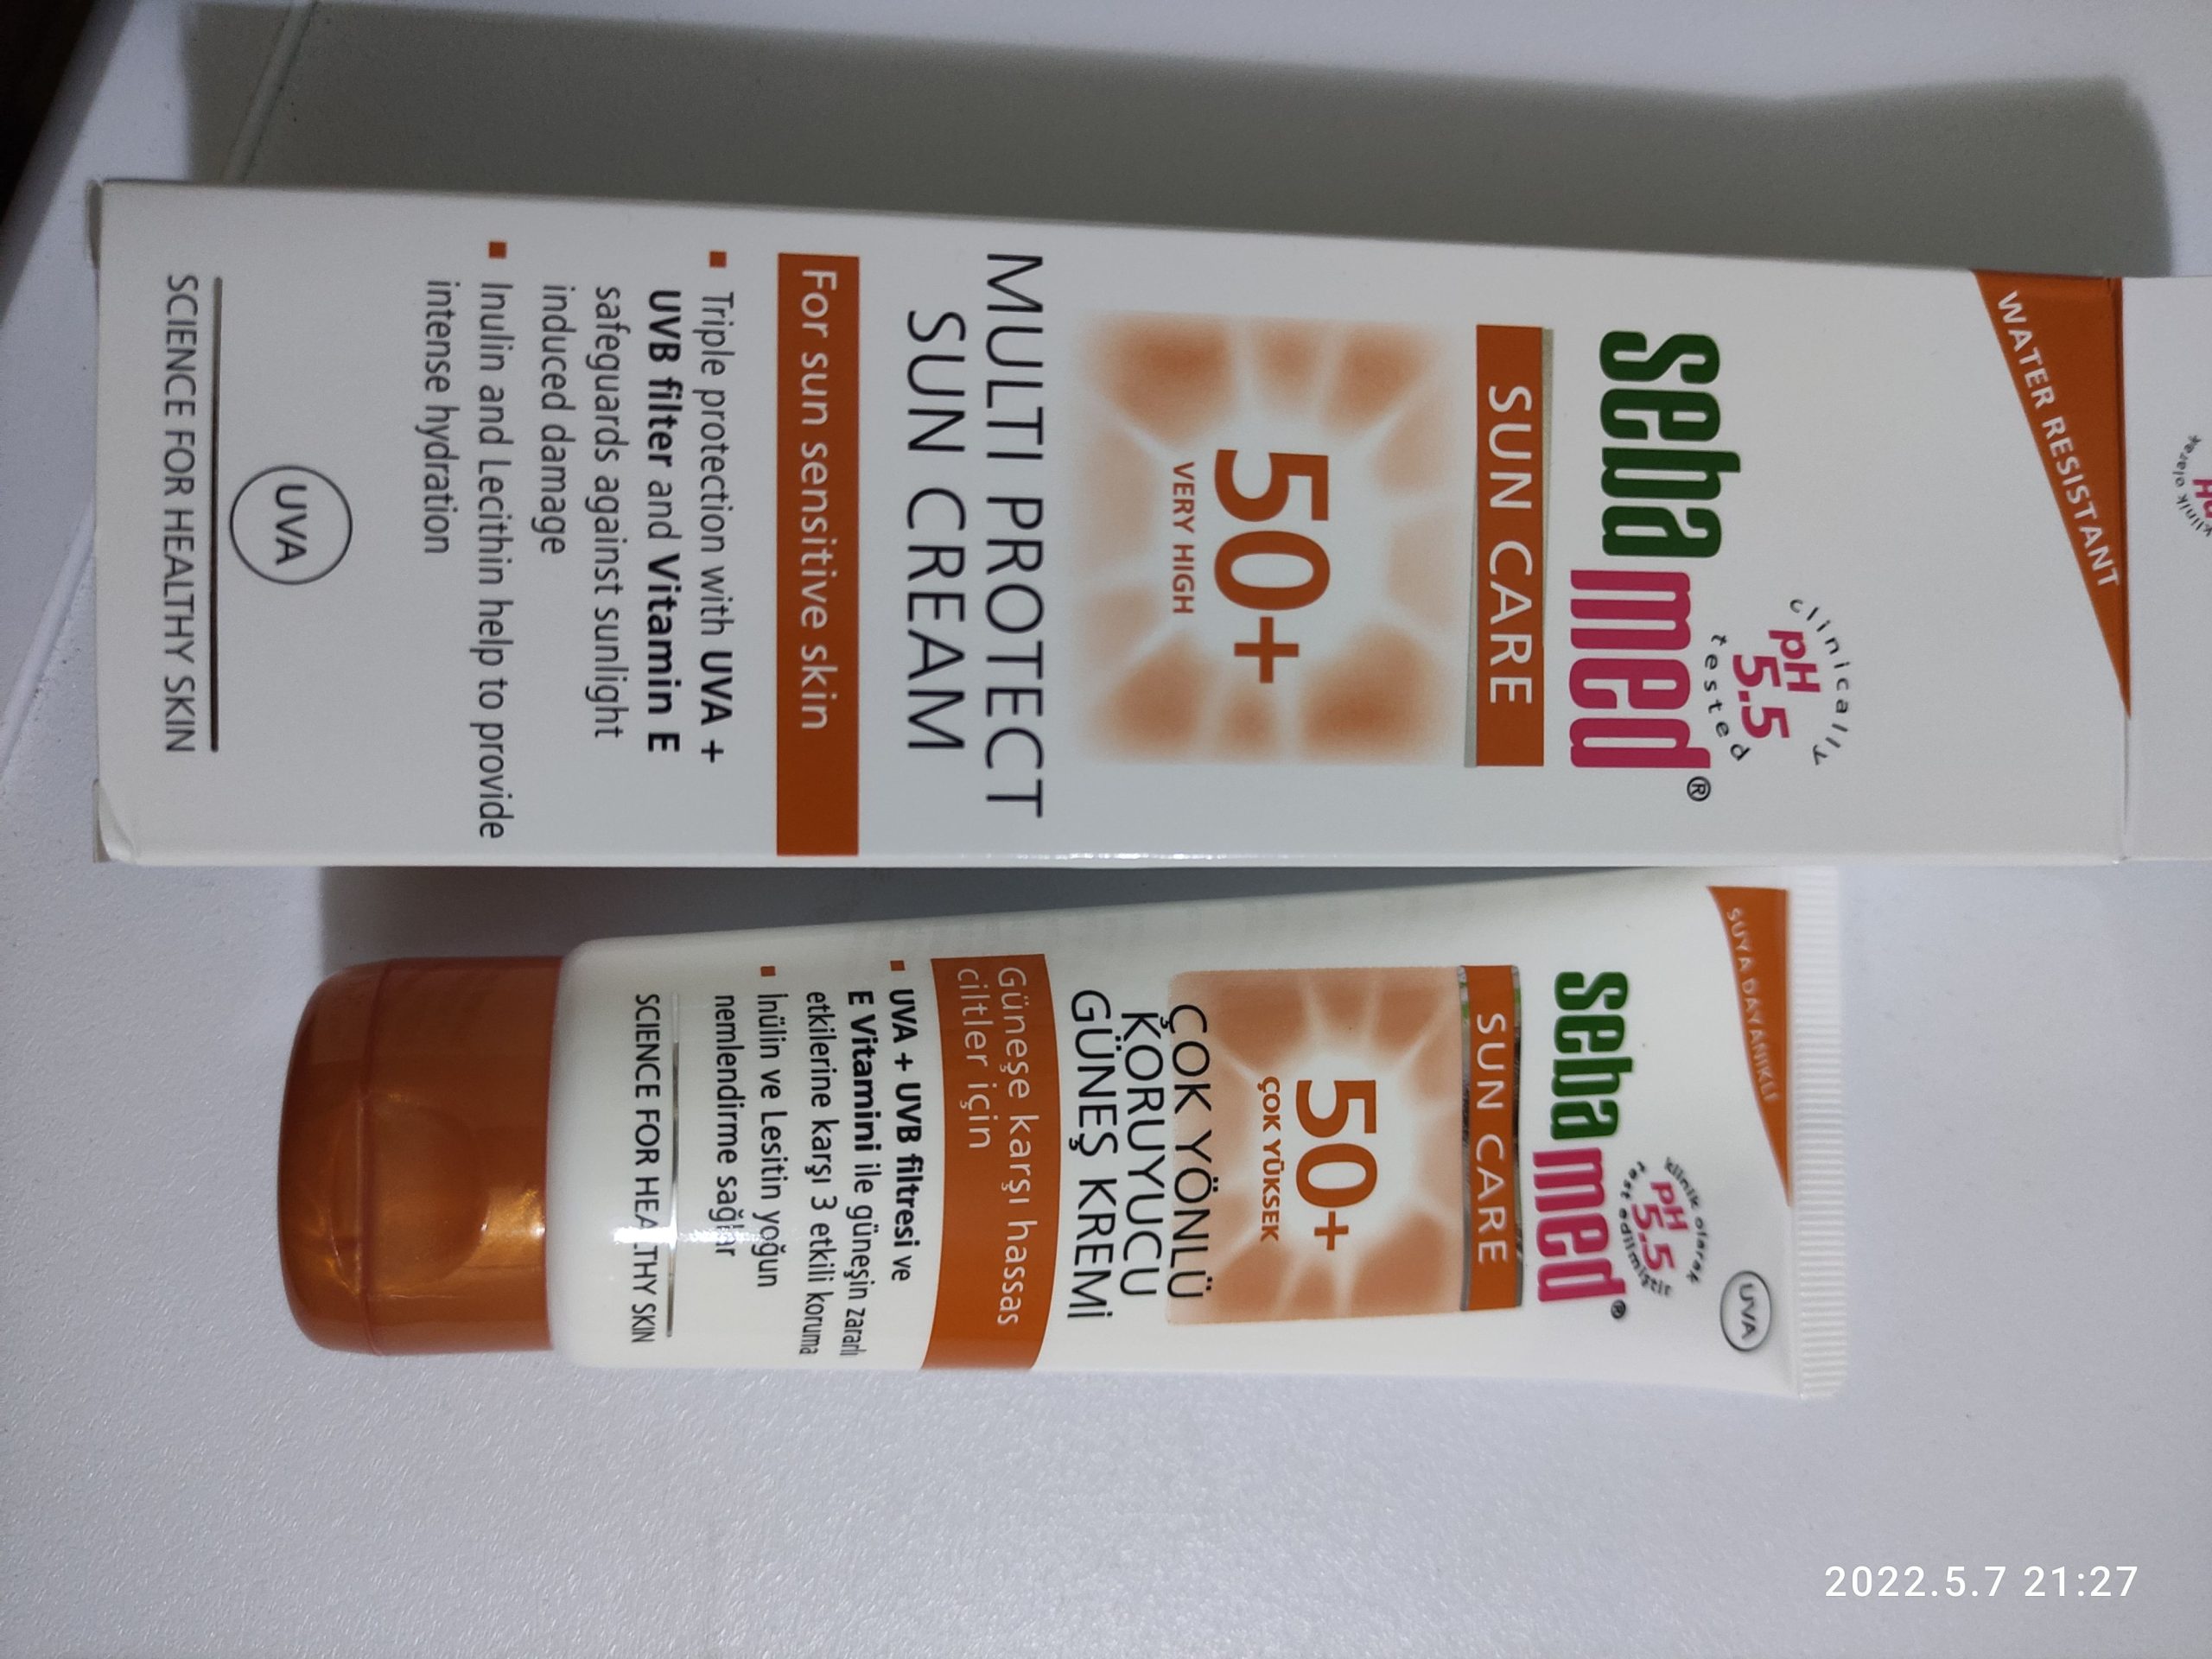 WATER RESISTANT
clinically
pH
5.5
tested
sebamed®
SUN CARE
50+
VERY HIGH
MULTI PROTECT
SUN CREAM
For sun sensitive skin
▪ Triple protection with UVA +
UVB filter and Vitamin E
safeguards against sunlight
induced damage
▪ Inulin and Lecithin help to provide
intense hydration
UVA
SCIENCE FOR HEALTHY SKIN
klinik olarak
SUYA DAYANIKLI
UVA
klinik olarak
pH
5.5
test edilmiştir
sebamed®
SUN CARE
50+
ÇOK YÜKSEK
ÇOK YÖNLÜ
KORUYUCU
GÜNEŞ KREMİ
Güneşe karşı hassas
ciltler için
▪ UVA + UVB filtresi ve
E Vitamini ile güneşin zararlı
etkilerine karşı 3 etkili koruma
▪ İnülin ve Lesitin yoğun
nemlendirme sağlar
SCIENCE FOR HEALTHY SKIN
2022.5.7 21:27